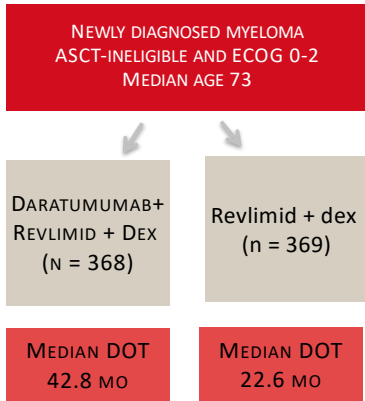 NEWLY DIAGNOSED MYELOMA
ASCT-INELIGIBLE AND ECOG 0-2
MEDIAN AGE 73
DARATUMUMAB+
REVLIMID + DEX
(N = 368)
Revlimid + dex
(n = 369)
MEDIAN DOT
42.8 MO
MEDIAN DOT
22.6 MO